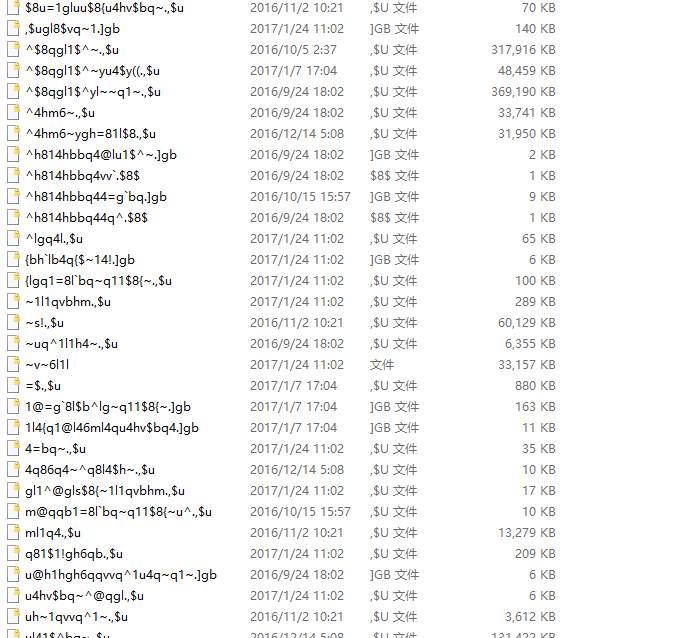 $8u=1gluu$8{u4hv$bq~.,$u 2016/11/2 10:21 ,$U 文件 70 KB
,$ugl8$vq~1.]gb 2017/1/24 11:02 ]GB 文件 140 KB
^$8qgl1$^~.,$u 2016/10/5 2:37 ,$U 文件 317,916 KB
^$8qgl1$^~yu4$y((.,$u 2017/1/7 17:04 ,$U 文件 48,459 KB
^$8qgl1$^yl~~q1~.,$u 2016/9/24 18:02 ,$U 文件 369,190 KB
^4hm6~.,$u 2016/9/24 18:02 ,$U 文件 33,741 KB
^4hm6~ygh=81l$8.,$u 2016/12/14 5:08 ,$U 文件 31,950 KB
^h814hbbq4@lu1$^~.]gb 2016/9/24 18:02 ]GB 文件 2 KB
^h814hbbq4vv`.$8$ 2016/9/24 18:02 $8$ 文件 1 KB
^h814hbbq44=g`bq.]gb 2016/10/15 15:57 ]GB 文件 9 KB
^h814hbbq44q^.$8$ 2016/9/24 18:02 $8$ 文件 1 KB
^lgq4l.,$u 2017/1/24 11:02 ,$U 文件 65 KB
{bh`lb4q{$~14!.]gb 2017/1/24 11:02 ]GB 文件 6 KB
{lgq1=8l`bq~q11$8{~.,$u 2017/1/24 11:02 ,$U 文件 100 KB
~1l1qvbhm.,$u 2017/1/24 11:02 ,$U 文件 289 KB
~s!.,$u 2016/11/2 10:21 ,$U 文件 60,129 KB
~uq^1l1h4~.,$u 2016/9/24 18:02 ,$U 文件 6,355 KB
~v~6l1l 2017/1/24 11:02 文件 33,157 KB
=$.,$u 2017/1/7 17:04 ,$U 文件 880 KB
1@=g`8l$b^lg~q11$8{~.]gb 2017/1/7 17:04 ]GB 文件 163 KB
1l4{q1@l46ml4qu4hv$bq4.]gb 2017/1/7 17:04 ]GB 文件 11 KB
4=bq~.,$u 2017/1/24 11:02 ,$U 文件 35 KB
4q86q4~^q8l4$h~.,$u 2016/12/14 5:08 ,$U 文件 10 KB
gl1^@gls$8{~1l1qvbhm.,$u 2017/1/24 11:02 ,$U 文件 17 KB
m@qqb1=8l`bq~q11$8{~u^.,$u 2016/10/15 15:57 ,$U 文件 10 KB
ml1q4.,$u 2016/11/2 10:21 ,$U 文件 13,279 KB
q81$1!gh6qb.,$u 2017/1/24 11:02 ,$U 文件 209 KB
u@h1hgh6qqvvq^1u4q~q1~.]gb 2016/9/24 18:02 ]GB 文件 6 KB
u4hv$bq~^@qgl.,$u 2017/1/24 11:02 ,$U 文件 6 KB
uh~1qvvq^1~.,$u 2016/11/2 10:21 ,$U 文件 3,612 KB
ul41$^bq~.,$u 2016/12/14 5:08 ,$U 文件 131,422 KB